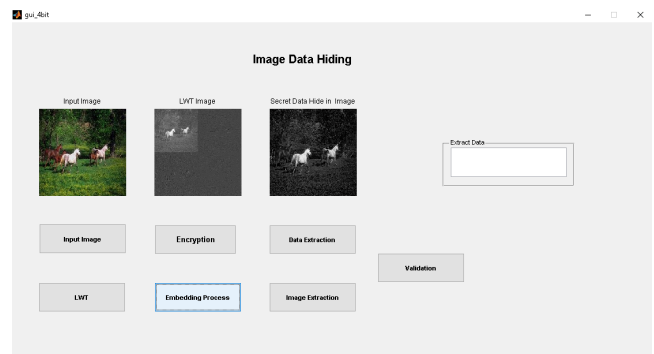 gui_4bit
Image Data Hiding
Input Image
LWT Image
Secret Data Hide in Image
Extract Data
Input Image
Encryption
Data Extraction
Validation
LWT
Embedding Process
Image Extraction